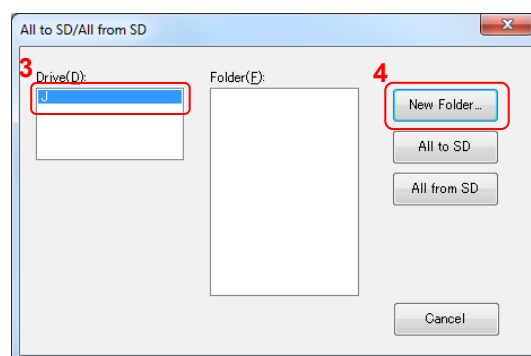 All to SD/All from SD
x
3
Drive(D):
Folder(F):
4
J
New Folder...
All to SD
All from SD
Cancel